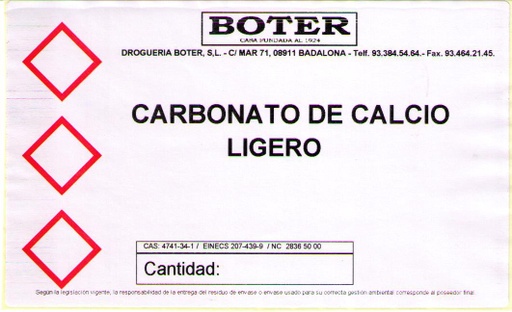 BOTER
CASA FUNDADA AL 1924
DROGUERIA BOTER, S,L. - C/ MAR 71, 08911 BADALONA - Telf. 93.384.54.64.- Fax. 93.464.21.45.
CARBONATO DE CALCIO
LIGERO
CAS: 4741-34-1 / EINECS 207-439-9 / NC 2836 50 00
Cantidad:
Según la legislación vigente, la responsabilidad de la entrega del residuo de envase o envase usado para su correcta gestión ambiental corresponde al poseedor final.